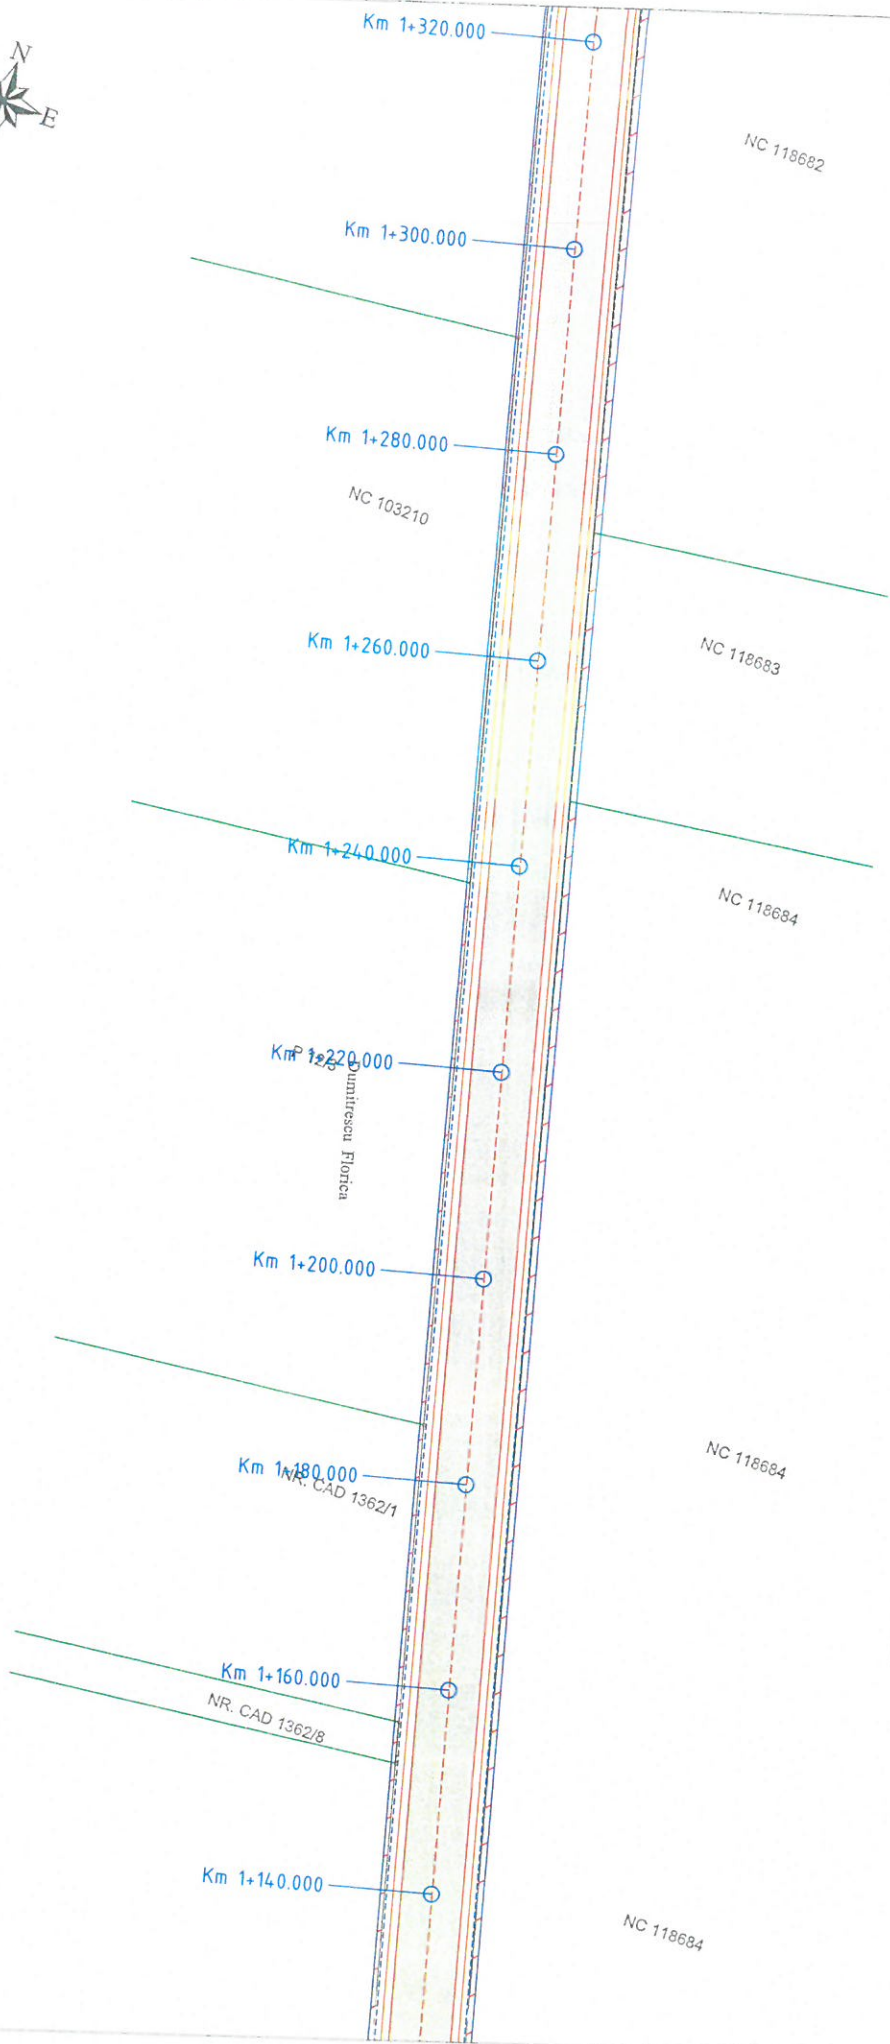 Km 1+320.000
N
E
NC 118682
Km 1+300.000
Km 1+280.000
NC 103210
Km 1+260.000
NC 118683
Km 1+240.000
NC 118684
Km 1+220.000
Dumitrescu Florica
Km 1+200.000
NC 118684
Km 1+180.000
NR. CAD 1362/1
Km 1+160.000
NR. CAD 1362/8
Km 1+140.000
NC 118684